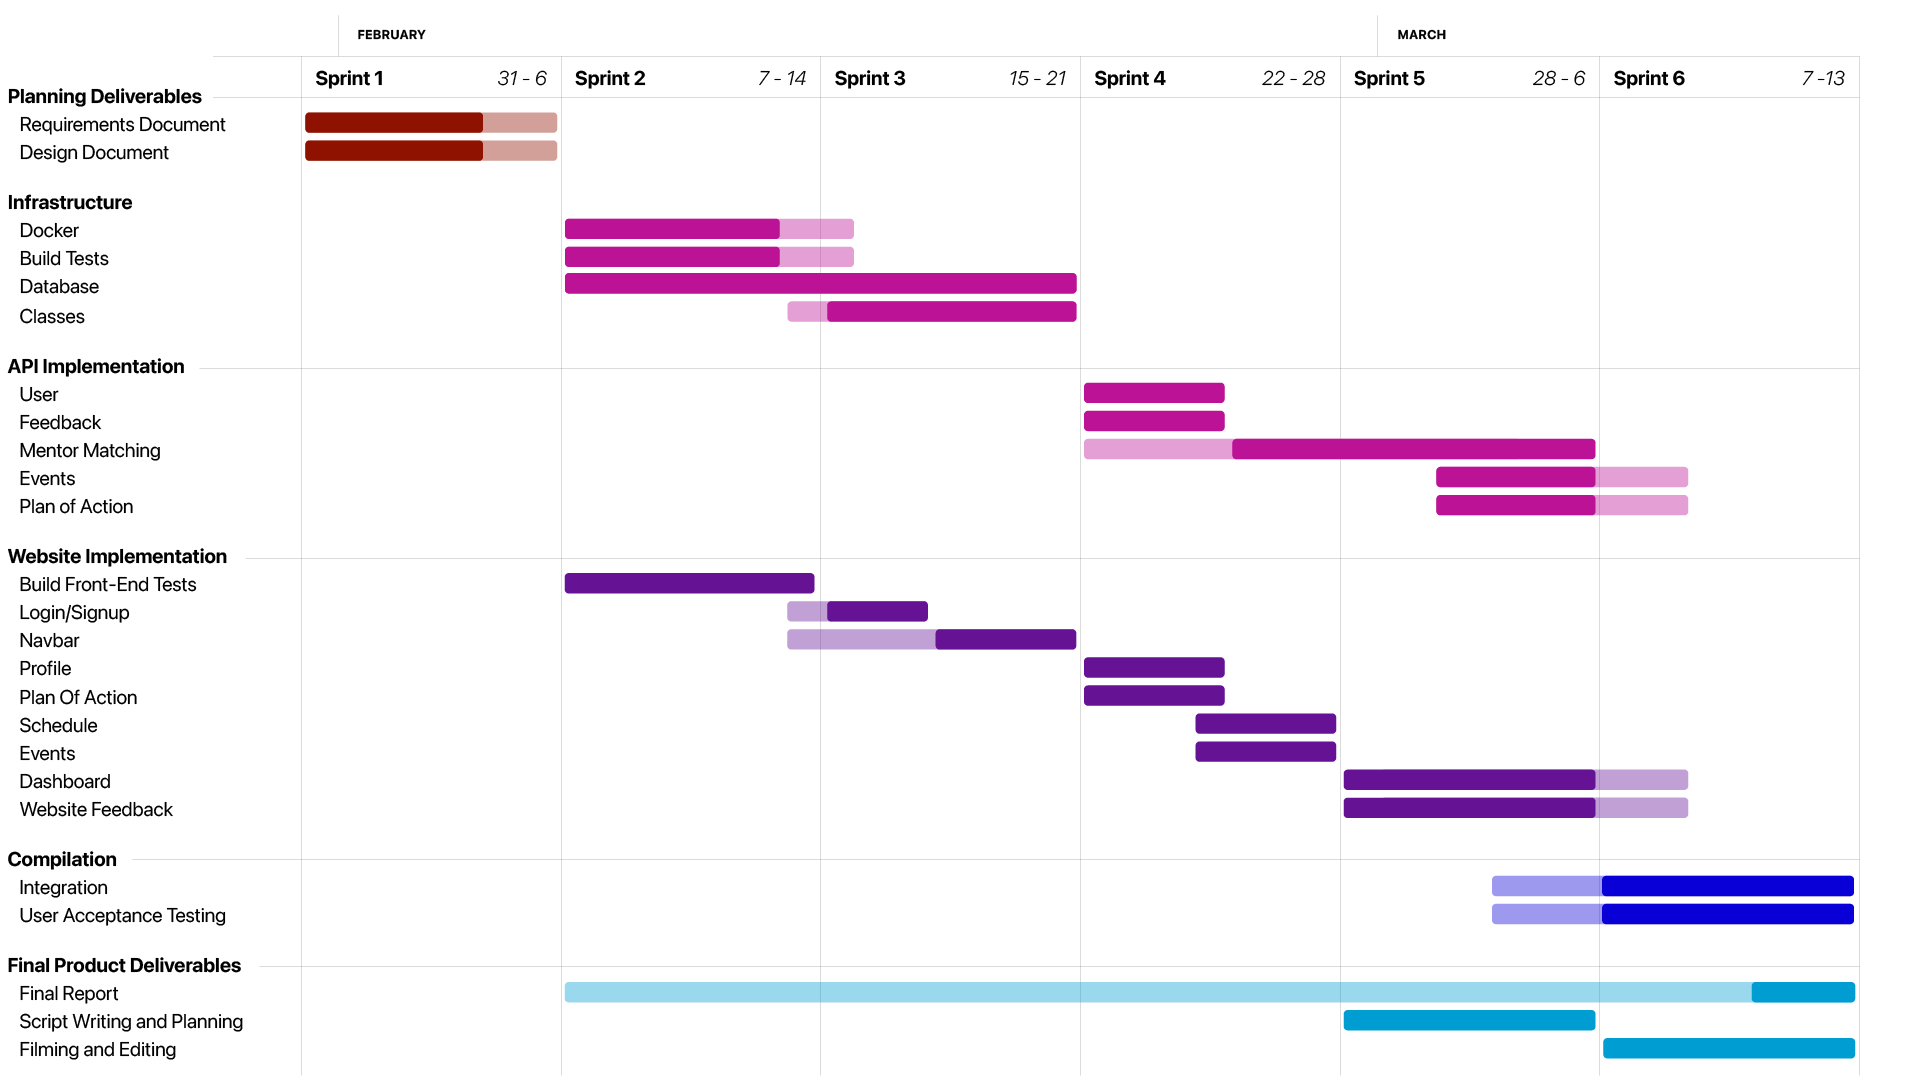 FEBRUARY MARCH
Sprint 1 31 - 6 Sprint 2 7 - 14 Sprint 3 15 - 21 Sprint 4 22 - 28 Sprint 5 28 - 6 Sprint 6 7 -13
Planning Deliverables
Requirements Document
Design Document
Infrastructure
Docker
Build Tests
Database
Classes
API Implementation
User
Feedback
Mentor Matching
Events
Plan of Action
Website Implementation
Build Front-End Tests
Login/Signup
Navbar
Profile
Plan Of Action
Schedule
Events
Dashboard
Website Feedback
Compilation
Integration
User Acceptance Testing
Final Product Deliverables
Final Report
Script Writing and Planning
Filming and Editing